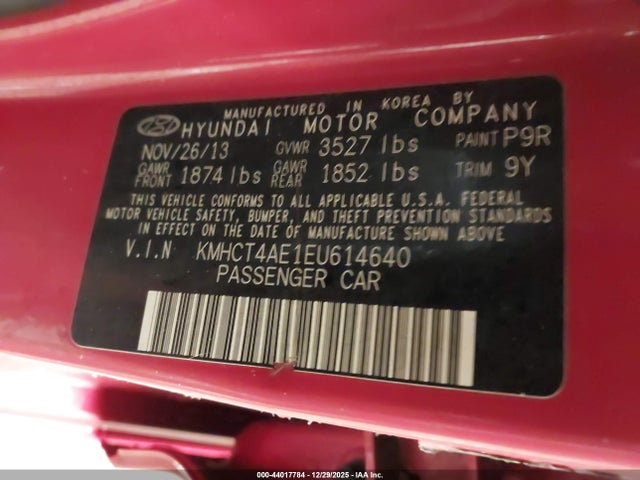 MANUFACTURED IN KOREA BY
HYUNDAI MOTOR COMPANY
NOV/26/13 GVWR 3527 lbs PAINT P9R
GAWR FRONT 1874 lbs GAWR REAR 1852 lbs TRIM 9Y
THIS VEHICLE CONFORMS TO ALL APPLICABLE U.S.A. FEDERAL
MOTOR VEHICLE SAFETY, BUMPER, AND THEFT PREVENTION STANDARDS
IN EFFECT ON THE DATE OF MANUFACTURE SHOWN ABOVE
V.I.N KMHCT4AE1EU614640
PASSENGER CAR
000-44017784 - 12/29/2025 - IAA Inc.